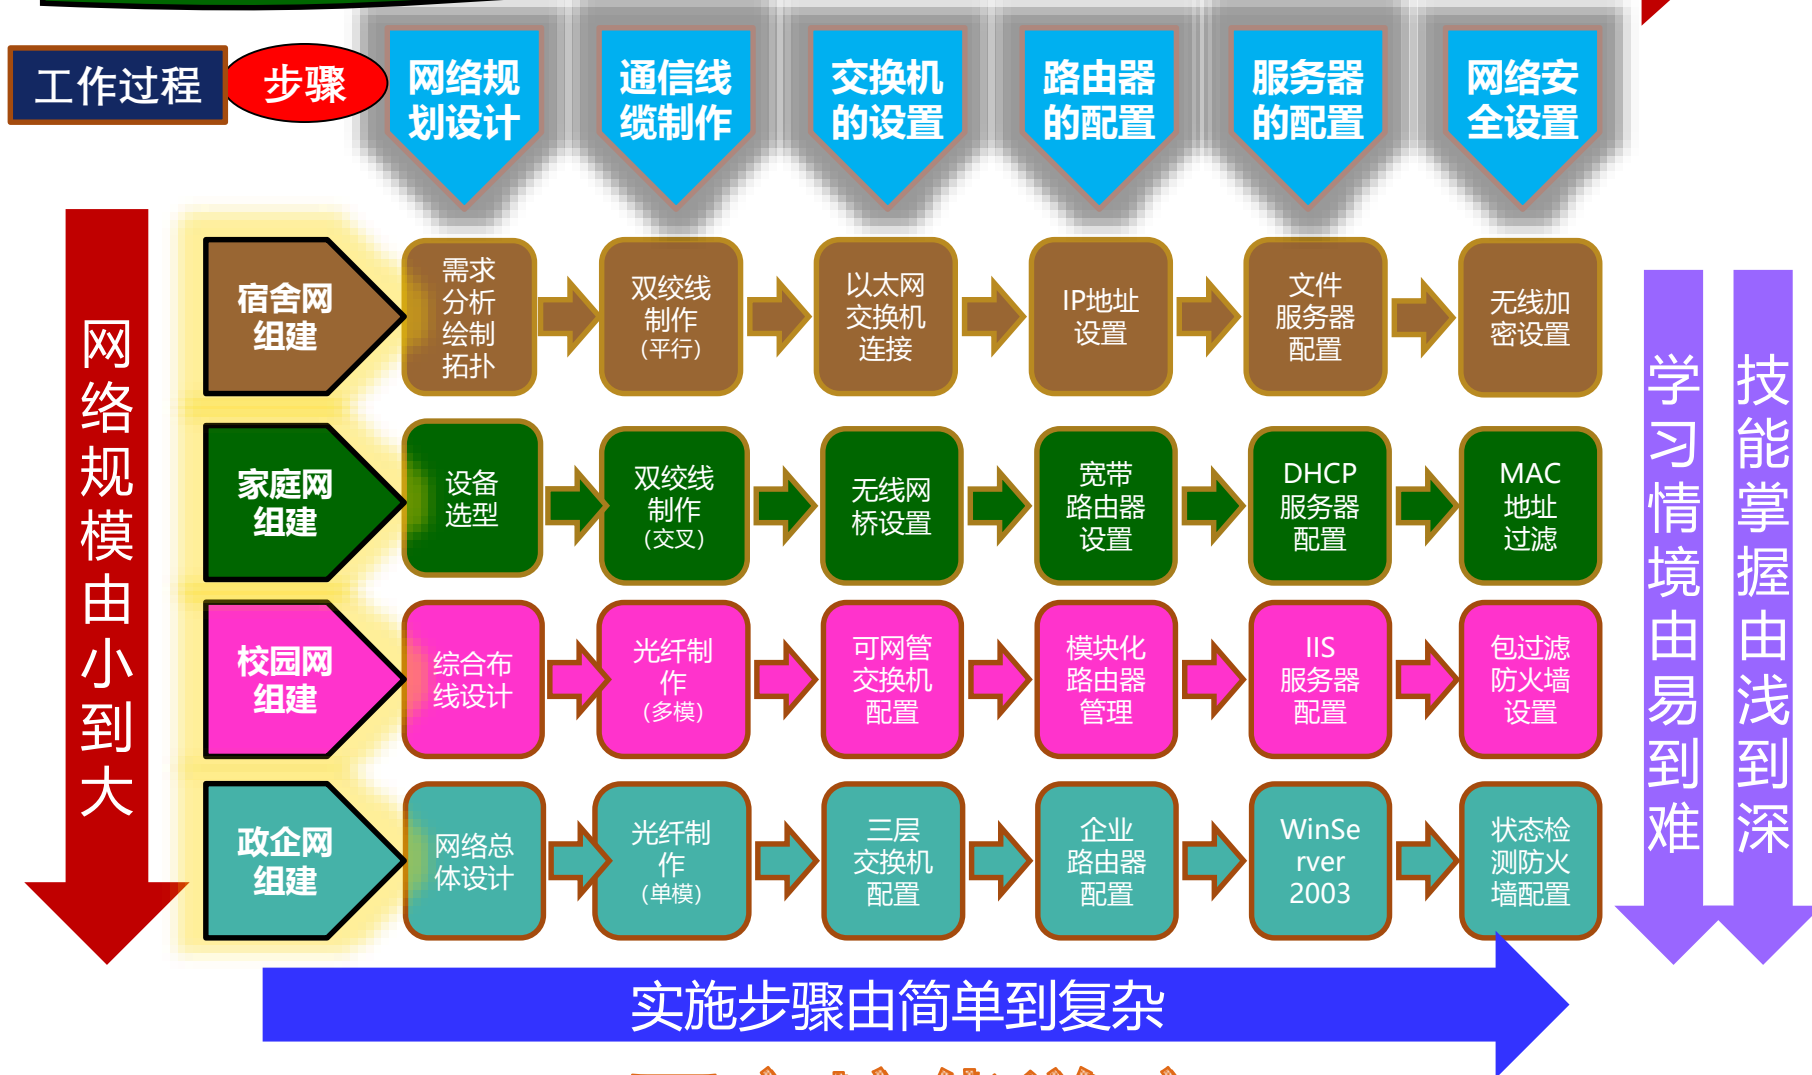 工作过程
步骤
网络规
划设计
通信线
缆制作
交换机
的设置
路由器
的配置
服务器
的配置
网络安
全设置
网络规模由小到大
宿舍网
组建
需求
分析
绘制
拓扑
双绞线
制作
（平行）
以太网
交换机
连接
IP地址
设置
文件
服务器
配置
无线加
密设置
家庭网
组建
设备
选型
双绞线
制作
（交叉）
无线网
桥设置
宽带
路由器
设置
DHCP
服务器
配置
MAC
地址
过滤
校园网
组建
综合布
线设计
光纤制
作
（多模）
可网管
交换机
配置
模块化
路由器
管理
IIS
服务器
配置
包过滤
防火墙
设置
政企网
组建
网络总
体设计
光纤制
作
（单模）
三层
交换机
配置
企业
路由器
配置
WinSe
rver
2003
状态检
测防火
墙配置
学习情境由易到难
技能掌握由浅到深
实施步骤由简单到复杂